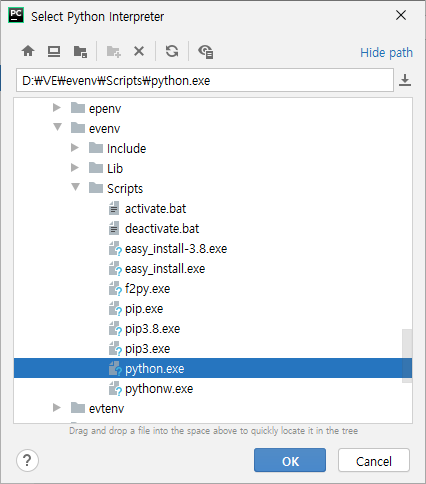 PC Select Python Interpreter
Hide path
D:₩VE₩evenv₩Scripts₩python.exe
epenv
evenv
Include
Lib
Scripts
activate.bat
deactivate.bat
easy_install-3.8.exe
easy_install.exe
f2py.exe
pip.exe
pip3.8.exe
pip3.exe
python.exe
pythonw.exe
evtenv
Drag and drop a file into the space above to quickly locate it in the tree
? OK Cancel